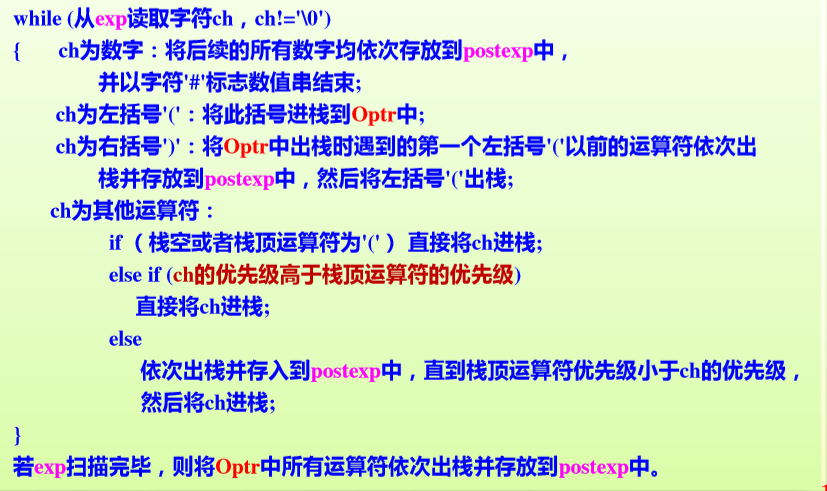 while (从exp读取字符ch，ch!='\0')
{ ch为数字：将后续的所有数字均依次存放到postexp中，
并以字符'#'标志数值串结束;
ch为左括号'('：将此括号进栈到Optr中;
ch为右括号')'：将Optr中出栈时遇到的第一个左括号'('以前的运算符依次出
栈并存放到postexp中，然后将左括号'('出栈;
ch为其他运算符：
if（栈空或者栈顶运算符为'('）直接将ch进栈;
else if (ch的优先级高于栈顶运算符的优先级)
直接将ch进栈;
else
依次出栈并存入到postexp中，直到栈顶运算符优先级小于ch的优先级，
然后将ch进栈;
}
若exp扫描完毕，则将Optr中所有运算符依次出栈并存放到postexp中。